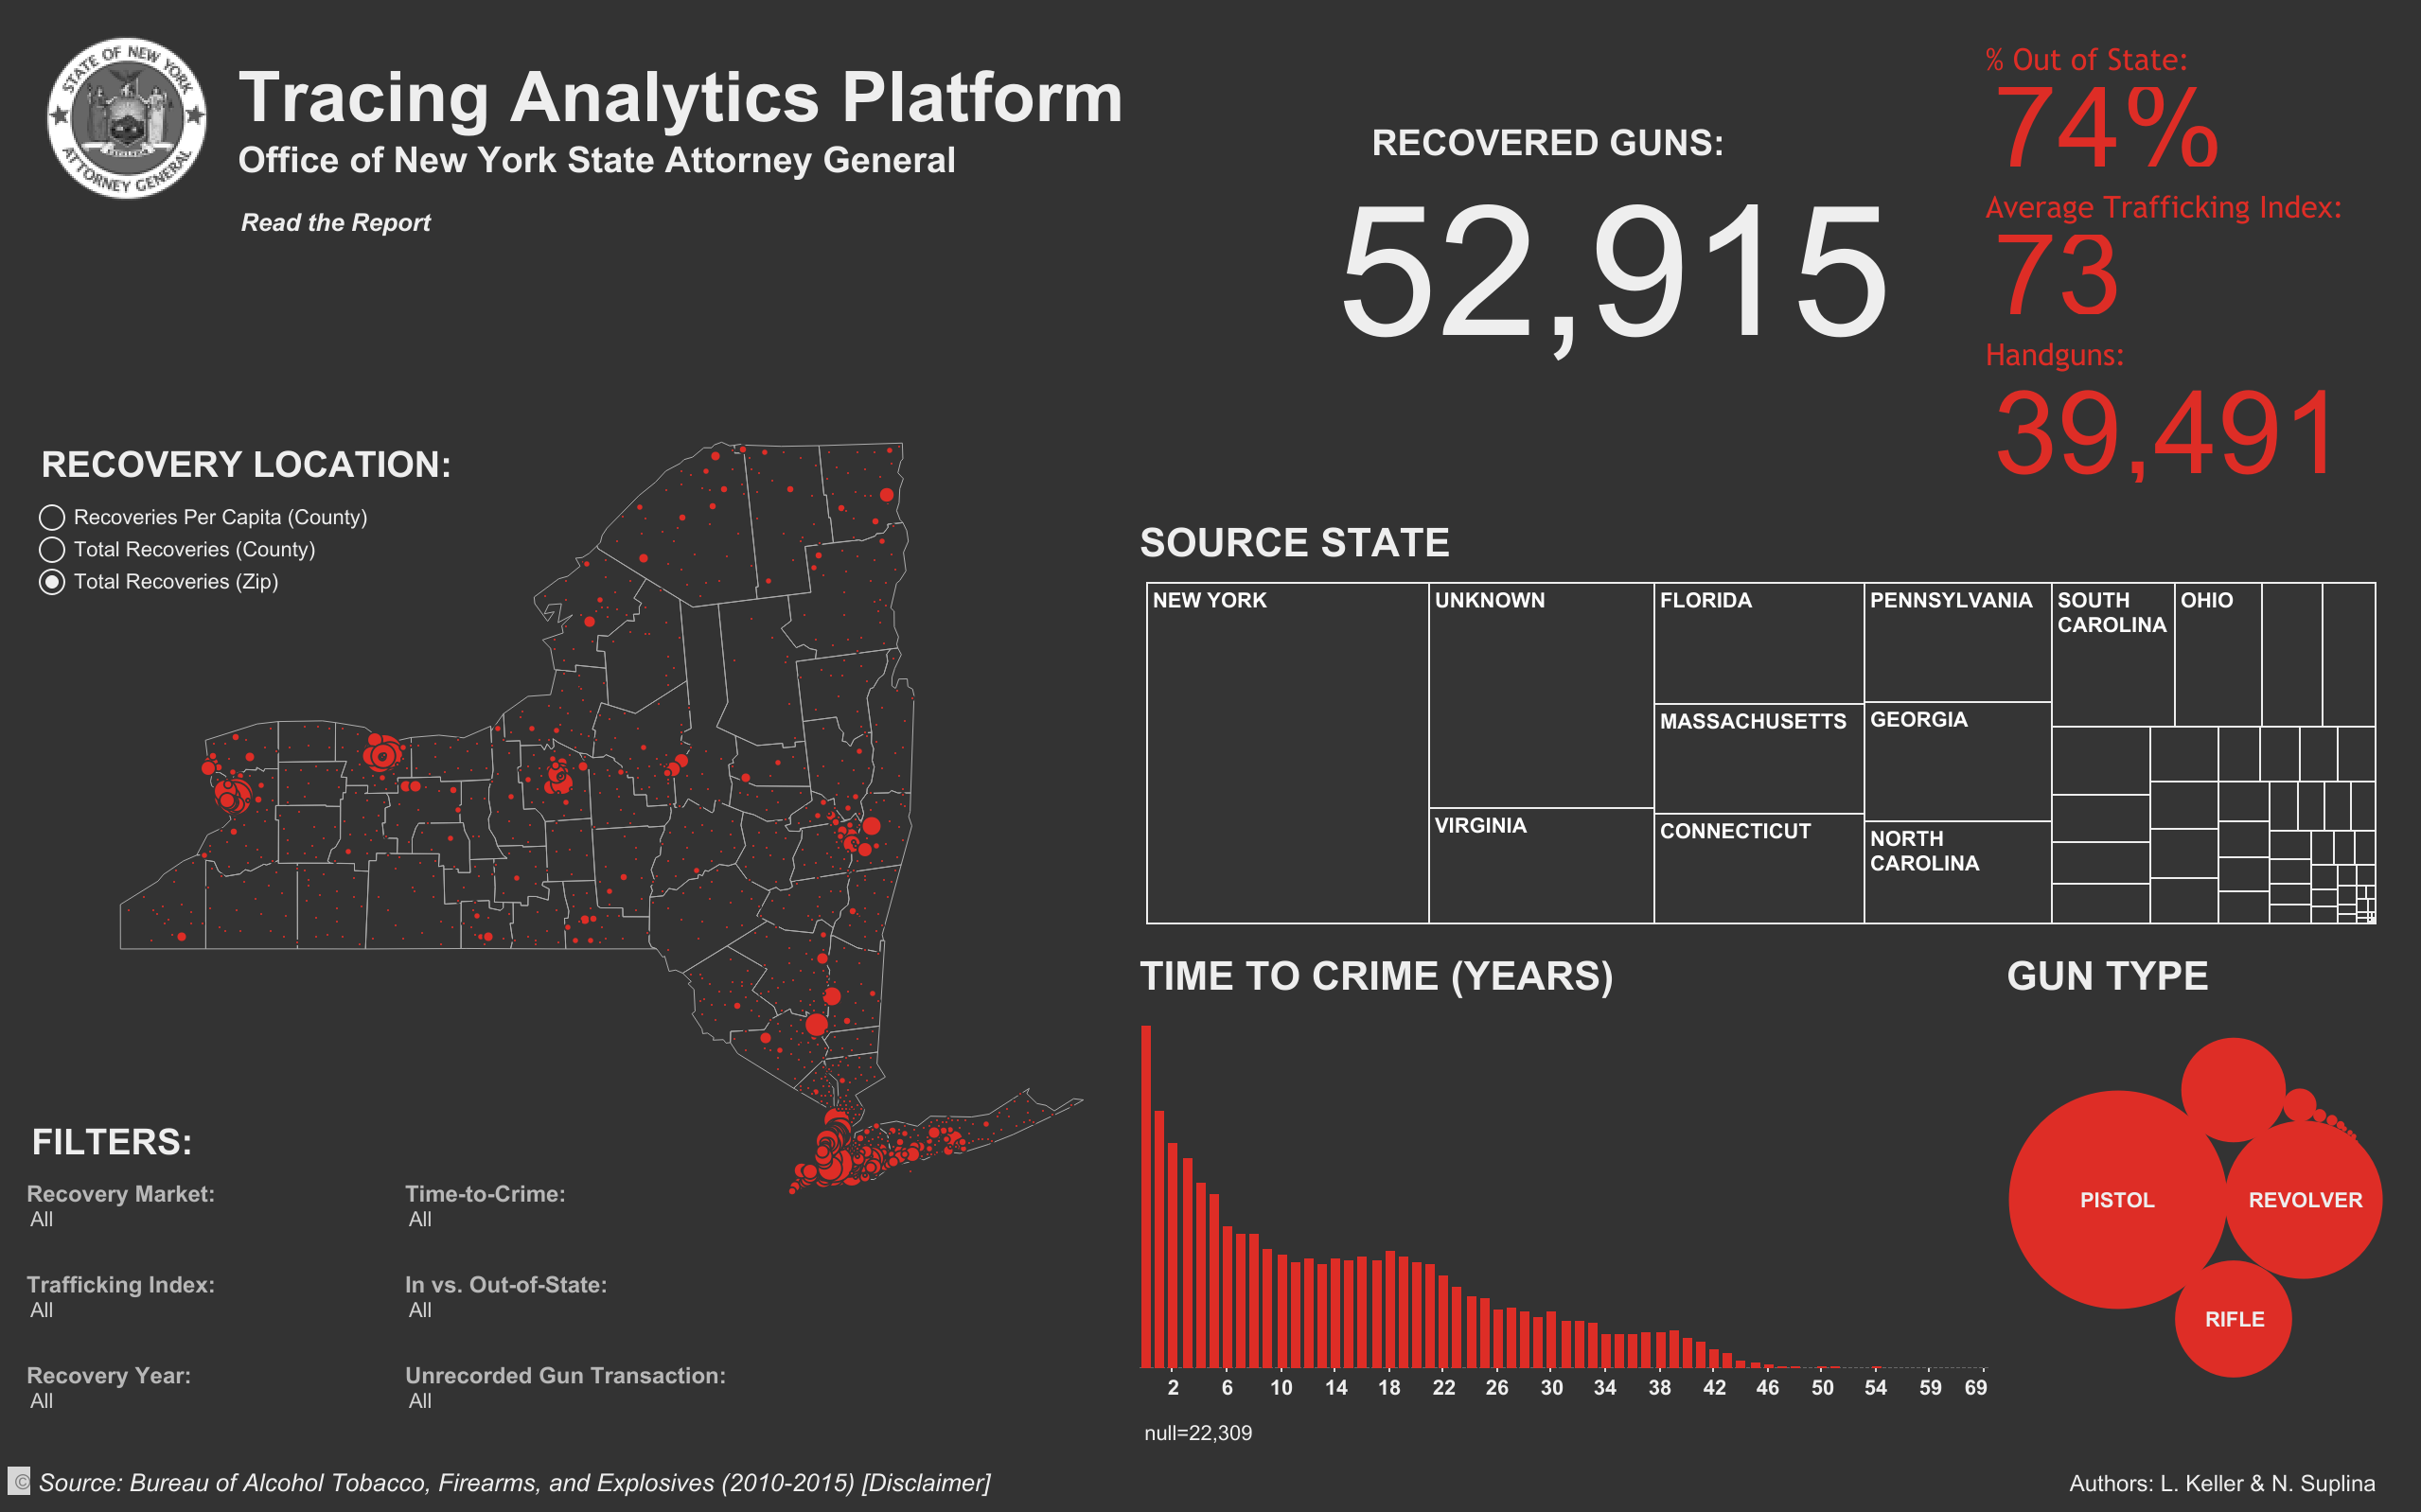 STATE OF NEW YORK
ATTORNEY GENERAL
Tracing Analytics Platform
Office of New York State Attorney General
Read the Report
RECOVERED GUNS:
52,915
% Out of State:
74%
Average Trafficking Index:
73
Handguns:
39,491
RECOVERY LOCATION:
Recoveries Per Capita (County)
Total Recoveries (County)
Total Recoveries (Zip)
SOURCE STATE
NEW YORK
UNKNOWN
VIRGINIA
FLORIDA
MASSACHUSETTS
CONNECTICUT
PENNSYLVANIA
GEORGIA
NORTH
CAROLINA
SOUTH
CAROLINA
OHIO
TIME TO CRIME (YEARS)
2 6 10 14 18 22 26 30 34 38 42 46 50 54 59 69
null=22,309
GUN TYPE
PISTOL
REVOLVER
RIFLE
FILTERS:
Recovery Market:
All
Time-to-Crime:
All
Trafficking Index:
All
In vs. Out-of-State:
All
Recovery Year:
All
Unrecorded Gun Transaction:
All
© Source: Bureau of Alcohol Tobacco, Firearms, and Explosives (2010-2015) [Disclaimer]
Authors: L. Keller & N. Suplina